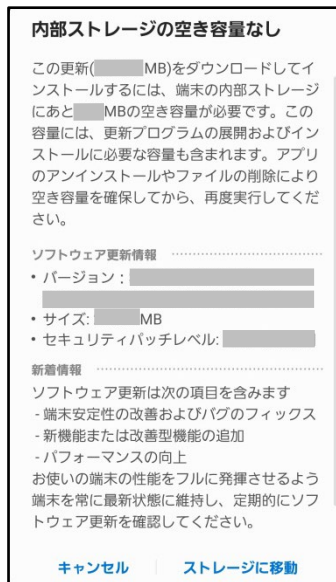 内部ストレージの空き容量なし
この更新( MB)をダウンロードしてイ
ンストールするには、端末の内部ストレージ
にあと MBの空き容量が必要です。この
容量には、更新プログラムの展開およびイン
ストールに必要な容量も含まれます。アプリ
のアンインストールやファイルの削除により
空き容量を確保してから、再度実行してくだ
さい。
ソフトウェア更新情報
• バージョン :
• サイズ: MB
• セキュリティパッチレベル:
新着情報
ソフトウェア更新は次の項目を含みます
- 端末安定性の改善およびバグのフィックス
- 新機能または改善型機能の追加
- パフォーマンスの向上
お使いの端末の性能をフルに発揮させるよう
端末を常に最新状態に維持し、定期的にソフ
トウェア更新を確認してください。
キャンセル ストレージに移動